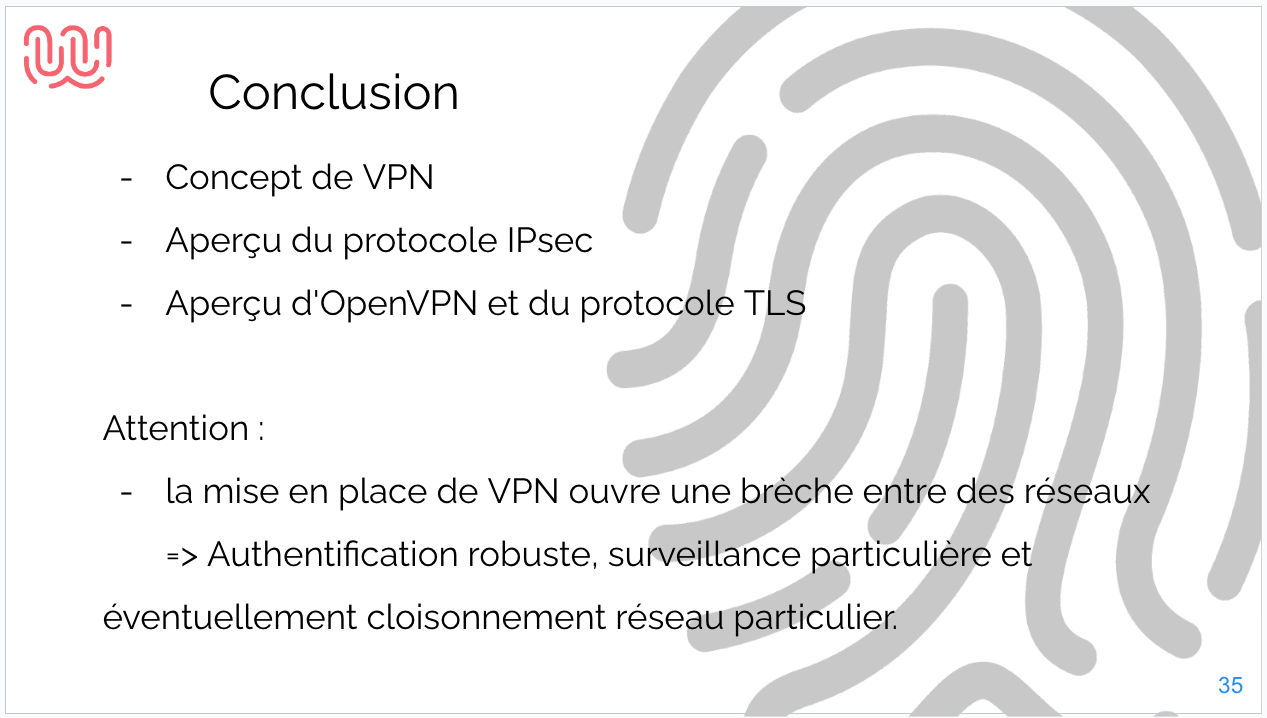 Conclusion
- Concept de VPN
- Aperçu du protocole IPsec
- Aperçu d'OpenVPN et du protocole TLS
Attention :
- la mise en place de VPN ouvre une brèche entre des réseaux
=> Authentification robuste, surveillance particulière et
éventuellement cloisonnement réseau particulier.
35